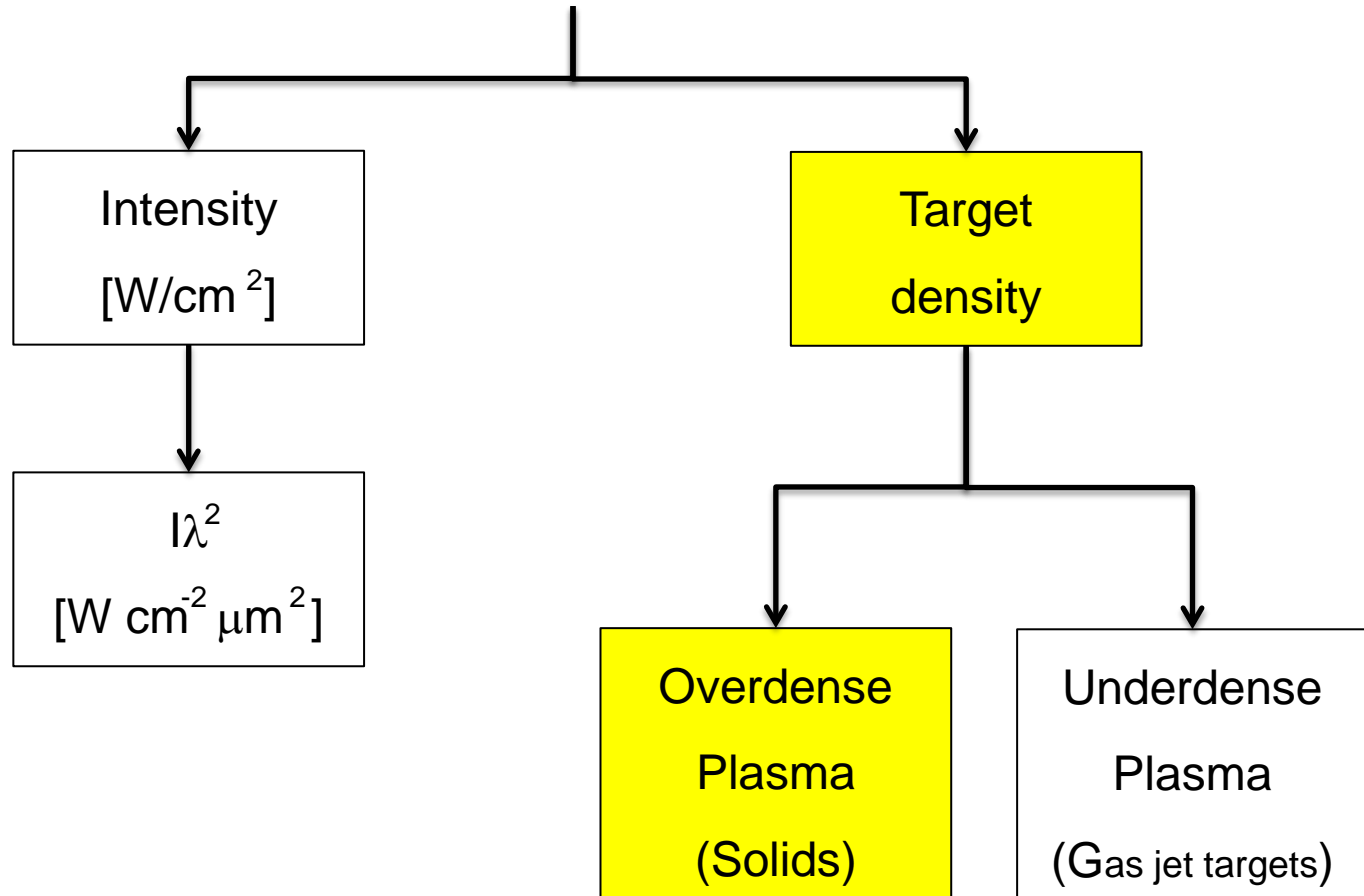 Intensity
[W/cm²]
Target
density
Iλ²
[W cm⁻² μm²]
Overdense
Plasma
(Solids)
Underdense
Plasma
(Gas jet targets)